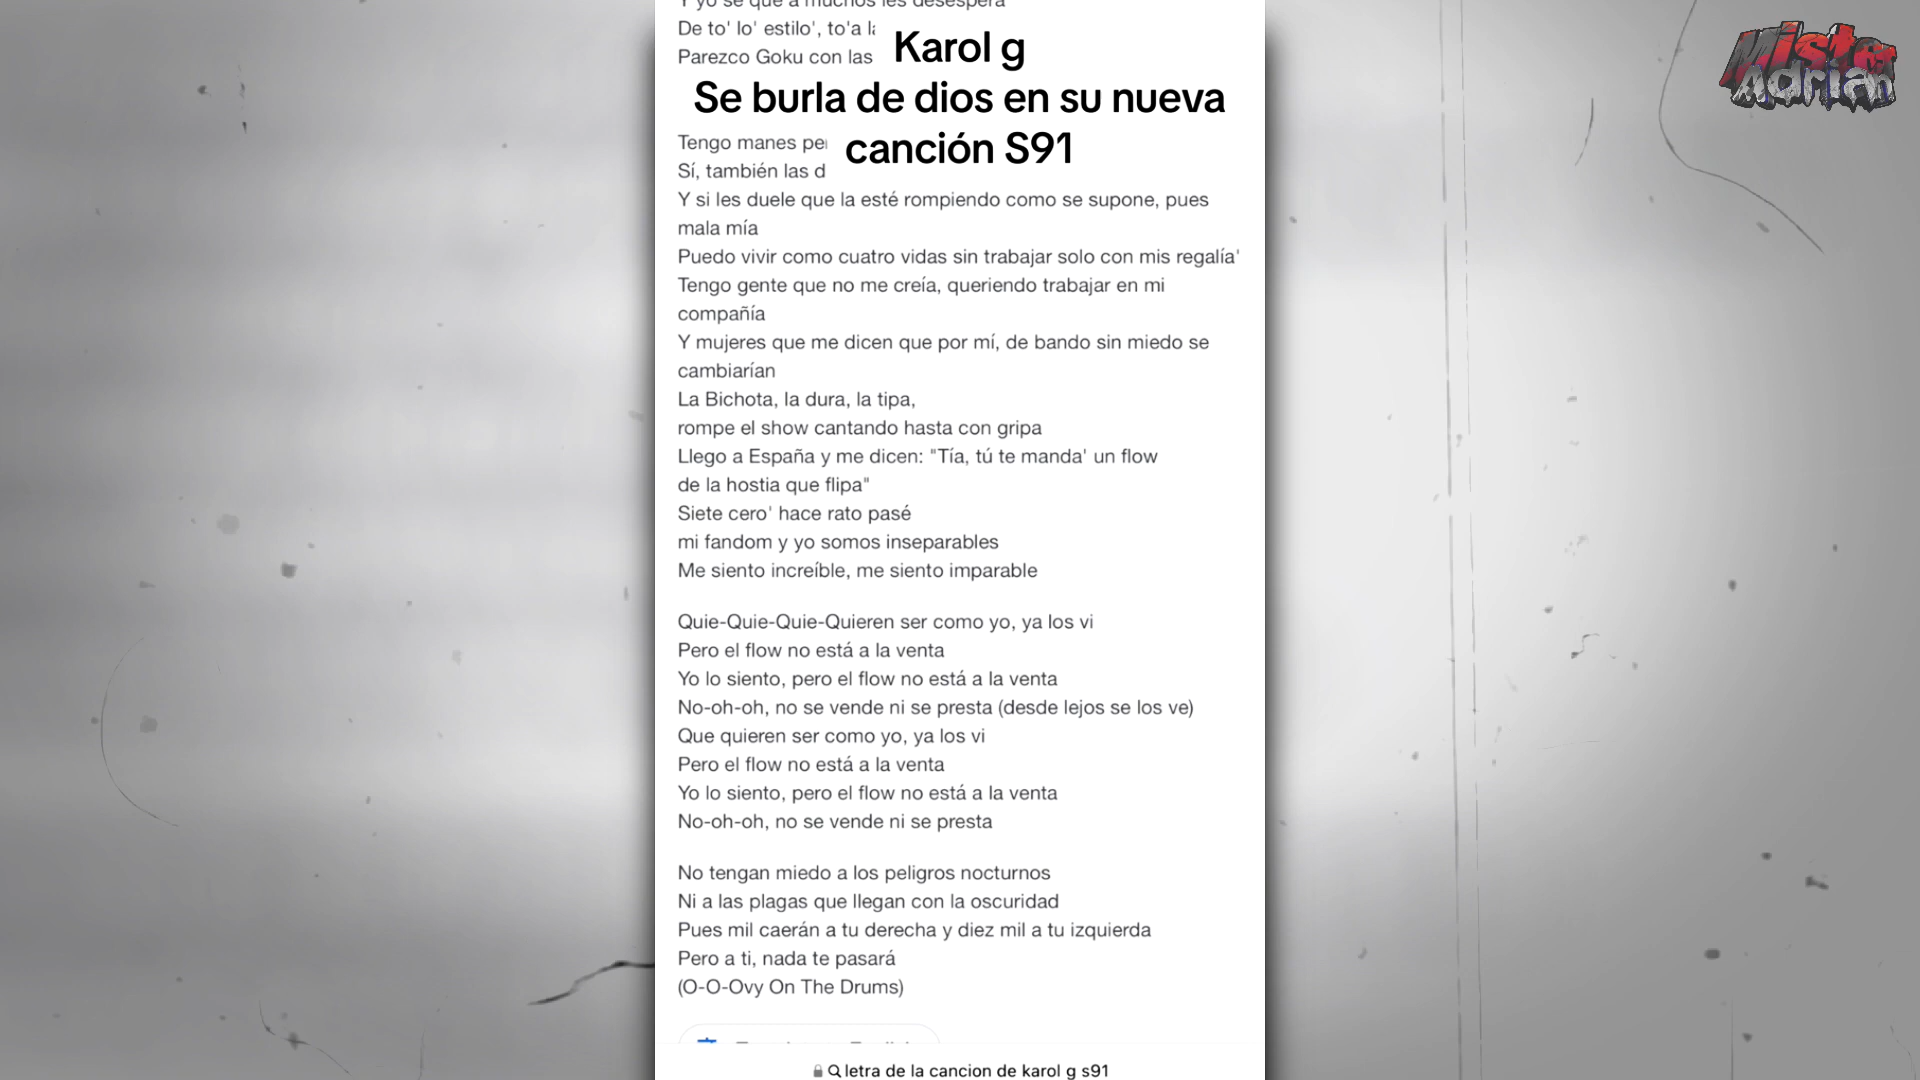 Y yo sé que a muchos les desespera
De to' lo' estilo', to'a
Parezco Goku con las
Karol g
Se burla de dios en su nueva
canción S91
Tengo manes
Sí, también las
Y si les duele que la esté rompiendo como se supone, pues
mala mía
Puedo vivir como cuatro vidas sin trabajar solo con mis regalía'
Tengo gente que no me creía, queriendo trabajar en mi
compañía
Y mujeres que me dicen que por mí, de bando sin miedo se
cambiarían
La Bichota, la dura, la tipa,
rompe el show cantando hasta con gripa
Llego a España y me dicen: "Tía, tú te manda' un flow
de la hostia que flipa"
Siete cero' hace rato pasé
mi fandom y yo somos inseparables
Me siento increíble, me siento imparable
Quie-Quie-Quie-Quieren ser como yo, ya los vi
Pero el flow no está a la venta
Yo lo siento, pero el flow no está a la venta
No-oh-oh, no se vende ni se presta (desde lejos se los ve)
Que quieren ser como yo, ya los vi
Pero el flow no está a la venta
Yo lo siento, pero el flow no está a la venta
No-oh-oh, no se vende ni se presta
No tengan miedo a los peligros nocturnos
Ni a las plagas que llegan con la oscuridad
Pues mil caerán a tu derecha y diez mil a tu izquierda
Pero a ti, nada te pasará
(O-O-Ovy On The Drums)
letra de la cancion de karol g s91
Mister
Adrian